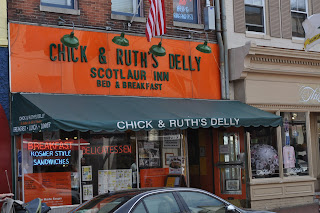 CHICK & RUTH'S DELLY
SCOTLAUR INN
BED & BREAKFAST
CHICK & RUTH'S DELLY
BREAKFAST
KOSHER STYLE
SANDWICHES
DELICATESSEN